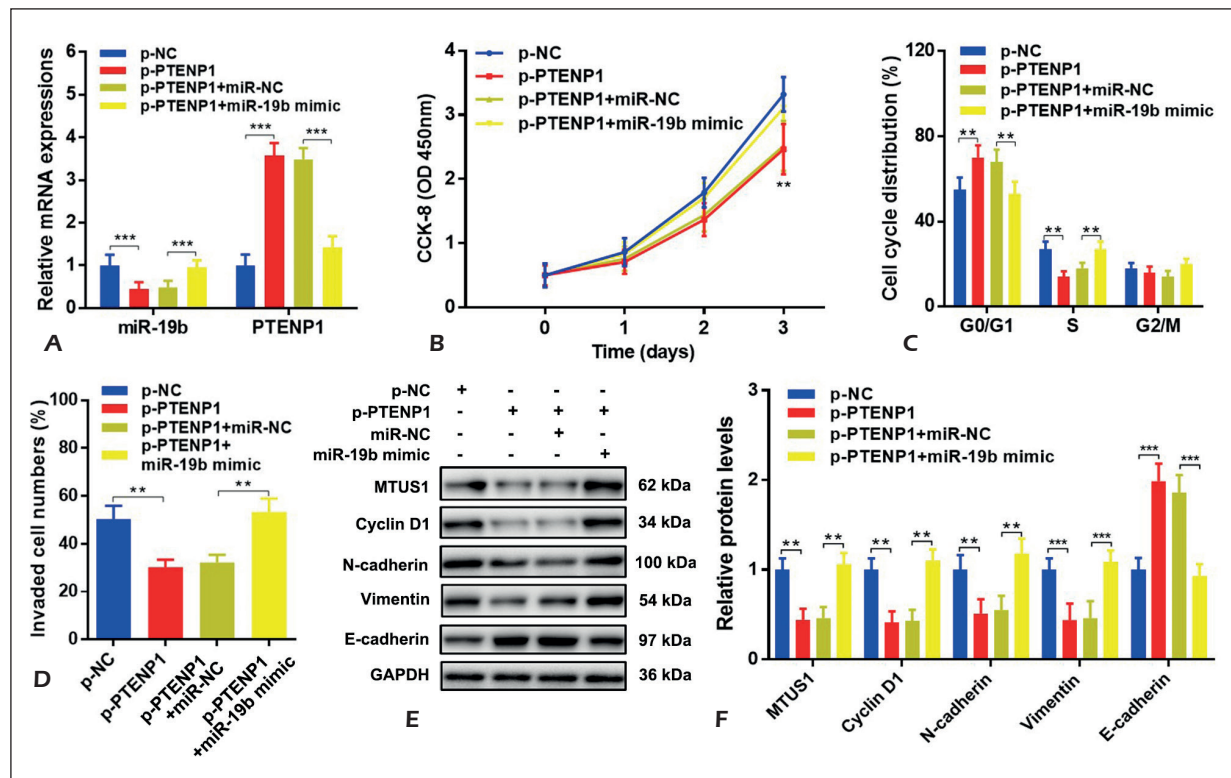 p-NC
p-PTENP1
p-PTENP1+miR-NC
p-PTENP1+miR-19b mimic
Relative mRNA expressions
6
5
4
3
2
1
0
***
***
***
***
miR-19b
PTENP1
A
p-NC
p-PTENP1
p-PTENP1+miR-NC
p-PTENP1+miR-19b mimic
CCK-8 (OD 450nm)
4
3
2
1
0
**
0
1
2
3
Time (days)
B
p-NC
p-PTENP1
p-PTENP1+miR-NC
p-PTENP1+miR-19b mimic
Cell cycle distribution (%)
120
80
40
0
**
**
**
**
G0/G1
S
G2/M
C
p-NC
p-PTENP1
p-PTENP1+miR-NC
p-PTENP1+
miR-19b mimic
Invaded cell numbers (%)
100
80
60
40
20
0
**
**
p-NC
p-PTENP1
p-PTENP1
+miR-NC
p-PTENP1
+miR-19b mimic
D
p-NC + - - -
p-PTENP1 - + + +
miR-NC - - + -
miR-19b mimic - - - +
MTUS1 62 kDa
Cyclin D1 34 kDa
N-cadherin 100 kDa
Vimentin 54 kDa
E-cadherin 97 kDa
GAPDH 36 kDa
E
p-NC
p-PTENP1
p-PTENP1+miR-NC
p-PTENP1+miR-19b mimic
Relative protein levels
3
2
1
0
**
**
**
**
**
**
***
***
***
***
MTUS1
Cyclin D1
N-cadherin
Vimentin
E-cadherin
F